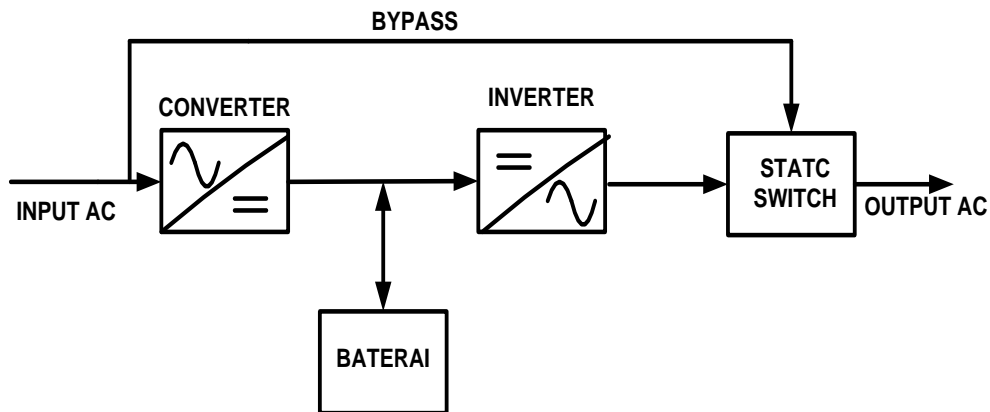 BYPASS
CONVERTER
INVERTER
INPUT AC
STATC
SWITCH
OUTPUT AC
BATERAI